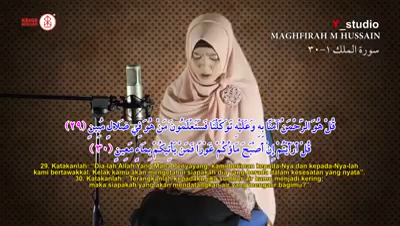 Y_studio
MAGHFIRAH M HUSSAIN
سورة الملك ١-٣٠
قُلْ هُوَ الرَّحْمَنُ آمَنَّا بِهِ وَعَلَيْهِ تَوَكَّلْنَا فَسَتَعْلَمُونَ مَنْ هُوَ فِي ضَلَالٍ مُبِينٍ (٢٩)
قُلْ أَرَأَيْتُمْ إِنْ أَصْبَحَ مَاؤُكُمْ غَوْرًا فَمَنْ يَأْتِيكُمْ بِمَاءٍ مَعِينٍ (٣٠)
29. Katakanlah: "Dia-lah Allah Yang Maha Penyayang, kami beriman kepada-Nya dan kepada-Nya-lah
kami bertawakkal. Kelak kamu akan mengetahui siapakah dia yang berada dalam kesesatan yang nyata".
30. Katakanlah: "Terangkanlah kepadaku jika sumber air kamu menjadi kering;
maka siapakah yang akan mendatangkan air yang mengalir bagimu?"